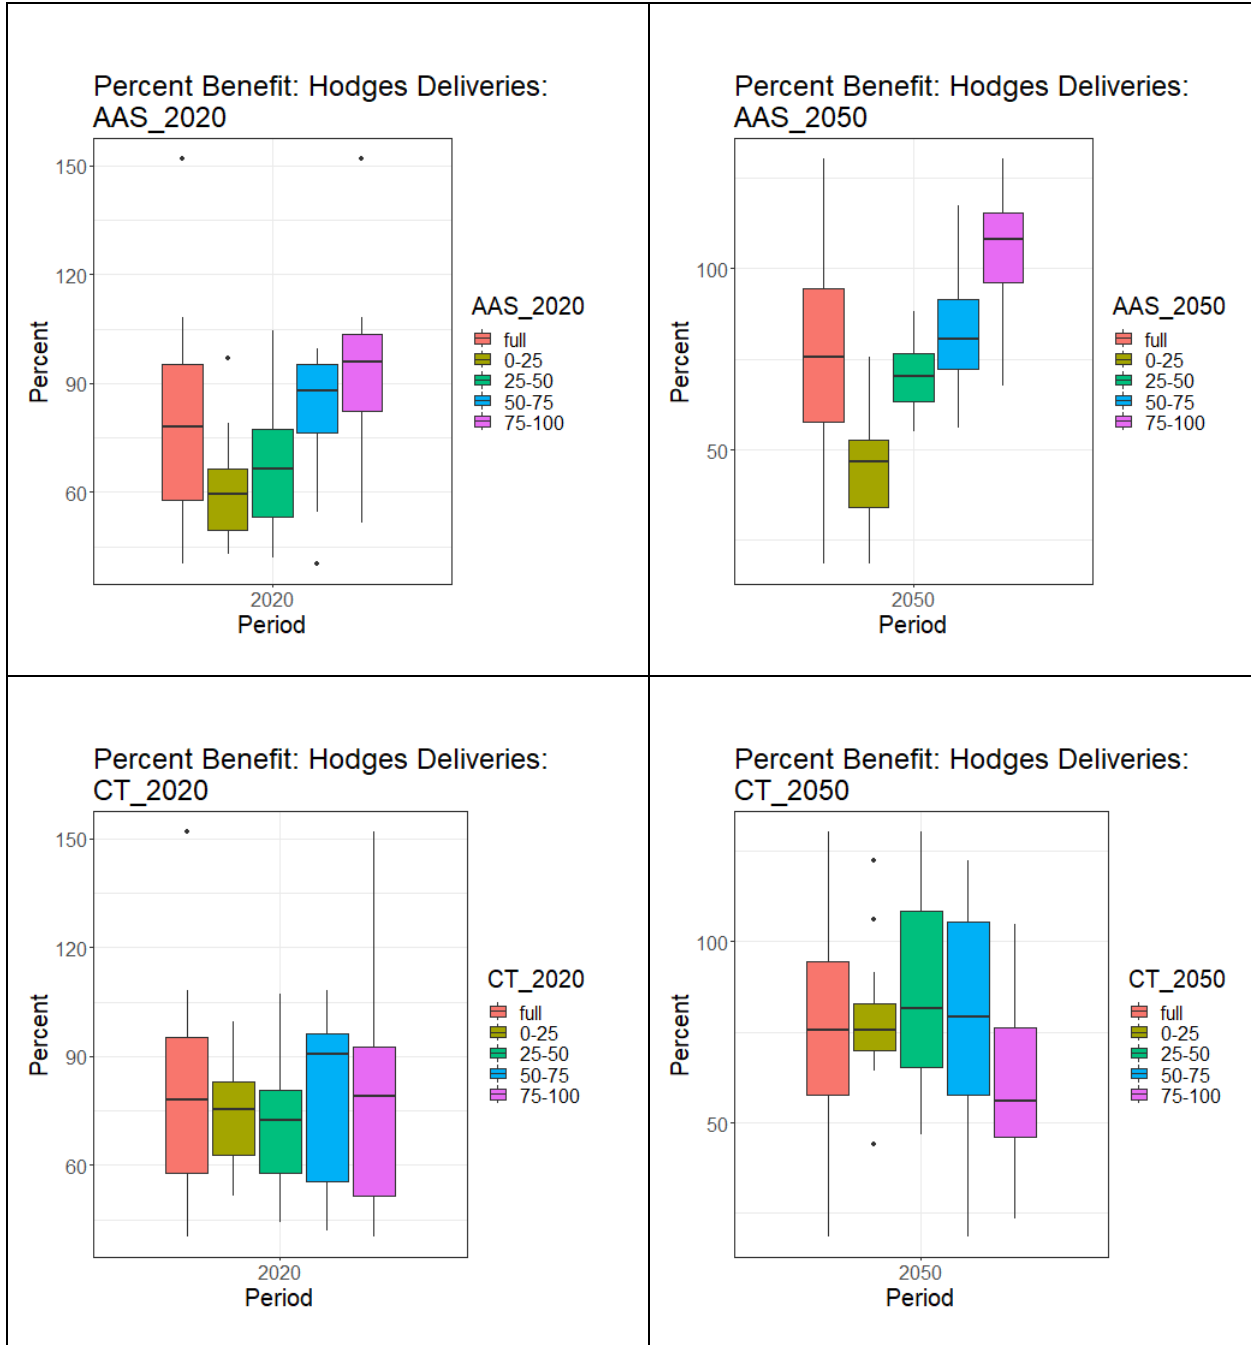 Percent Benefit: Hodges Deliveries:
AAS_2020
150
120
90
60
Percent
2020
Period
AAS_2020
full
0-25
25-50
50-75
75-100
Percent Benefit: Hodges Deliveries:
AAS_2050
100
50
Percent
2050
Period
AAS_2050
full
0-25
25-50
50-75
75-100
Percent Benefit: Hodges Deliveries:
CT_2020
150
120
90
60
Percent
2020
Period
CT_2020
full
0-25
25-50
50-75
75-100
Percent Benefit: Hodges Deliveries:
CT_2050
100
50
Percent
2050
Period
CT_2050
full
0-25
25-50
50-75
75-100